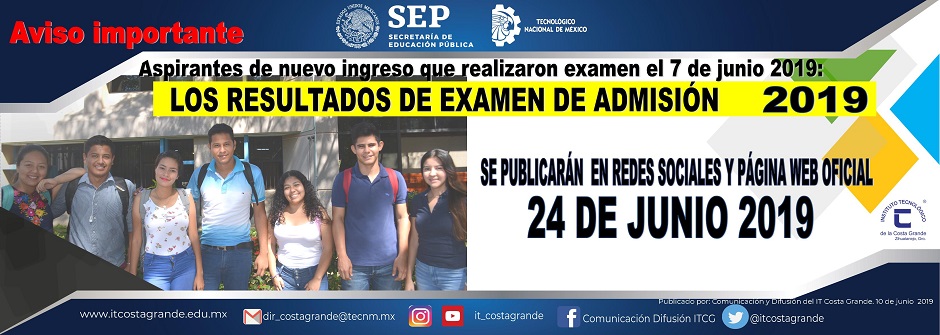 Aviso importante
SEP
SECRETARÍA DE
EDUCACIÓN PÚBLICA
TECNOLÓGICO
NACIONAL DE MÉXICO
Aspirantes de nuevo ingreso que realizaron examen el 7 de junio 2019:
LOS RESULTADOS DE EXAMEN DE ADMISIÓN 2019
SE PUBLICARÁN EN REDES SOCIALES Y PÁGINA WEB OFICIAL
24 DE JUNIO 2019
INSTITUTO TECNOLÓGICO
de la Costa Grande
Zihuatanejo, Gro.
Publicado por: Comunicación y Difusión del IT Costa Grande. 10 de junio 2019
www.itcostagrande.edu.mx
dir_costagrande@tecnm.mx
it_costagrande
Comunicación Difusión ITCG
@itcostagrande